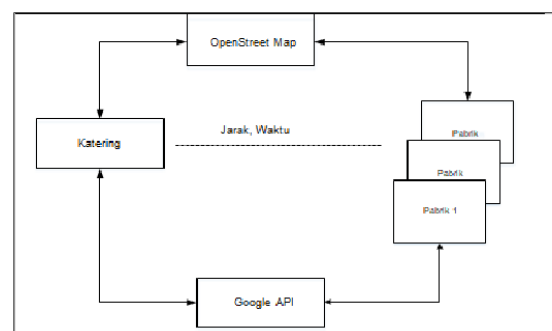 OpenStreet Map
Jarak, Waktu
Katering
Pabrik
Pabrik
Pabrik 1
Google API